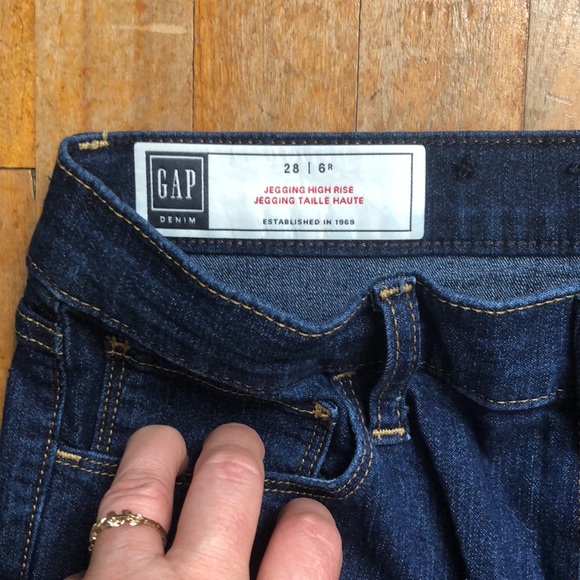 GAP
DENIM
28 | 6R
JEGGING HIGH RISE
JEGGING TAILLE HAUTE
ESTABLISHED IN 1969